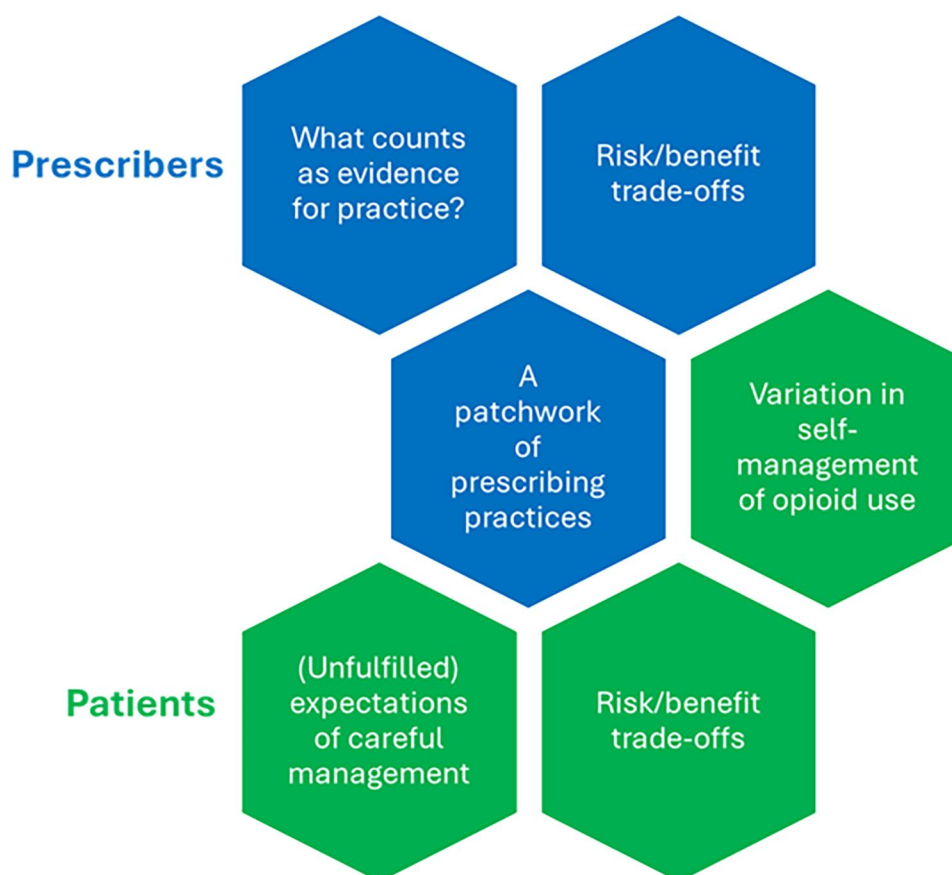 Prescribers
What counts
as evidence
for practice?
Risk/benefit
trade-offs
A
patchwork
of
prescribing
practices
Variation in
self-
management
of opioid use
Patients
(Unfulfilled)
expectations
of careful
management
Risk/benefit
trade-offs